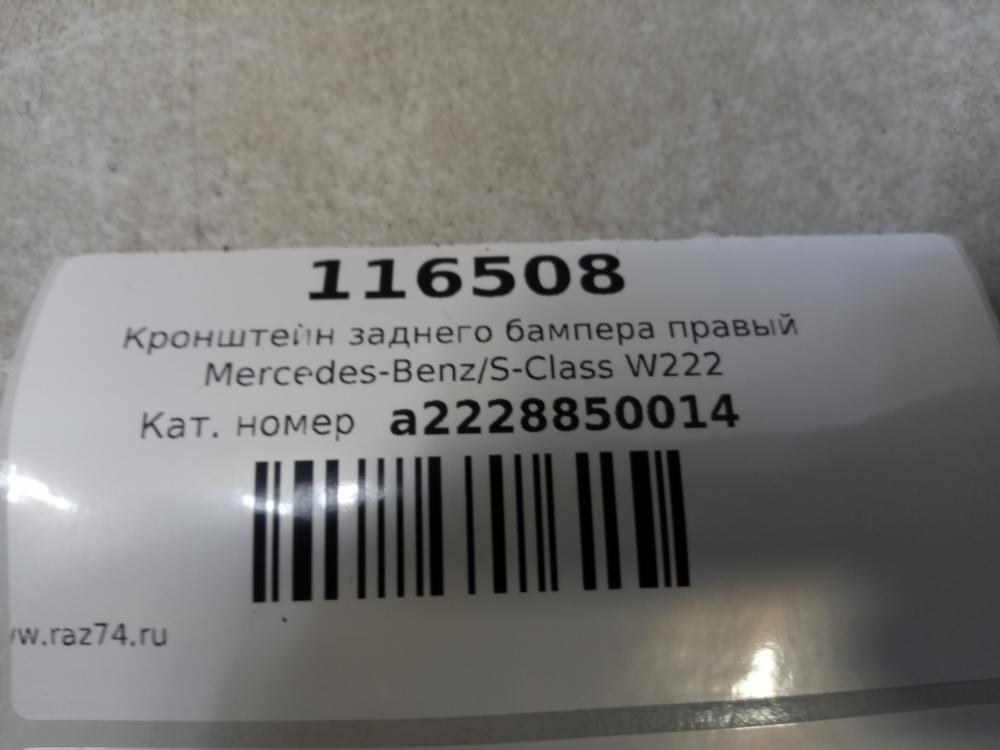 116508
Кронштейн заднего бампера правый
Mercedes-Benz/S-Class W222
Кат. номер a2228850014
w.raz74.ru